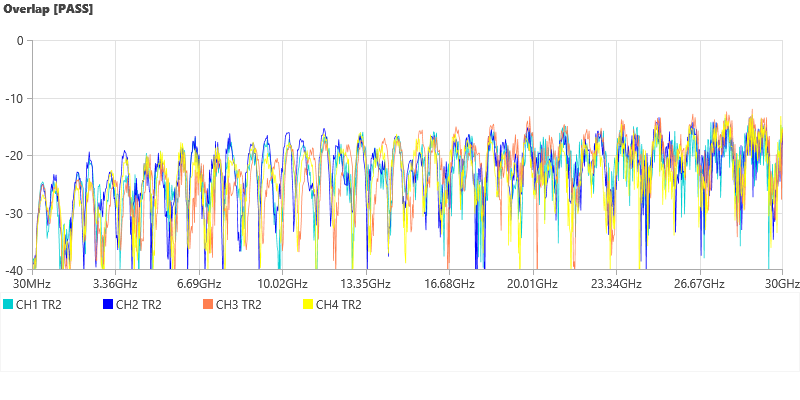 Overlap [PASS]
0
-10
-20
-30
-40
30MHz 3.36GHz 6.69GHz 10.02GHz 13.35GHz 16.68GHz 20.01GHz 23.34GHz 26.67GHz 30GHz
CH1 TR2 CH2 TR2 CH3 TR2 CH4 TR2